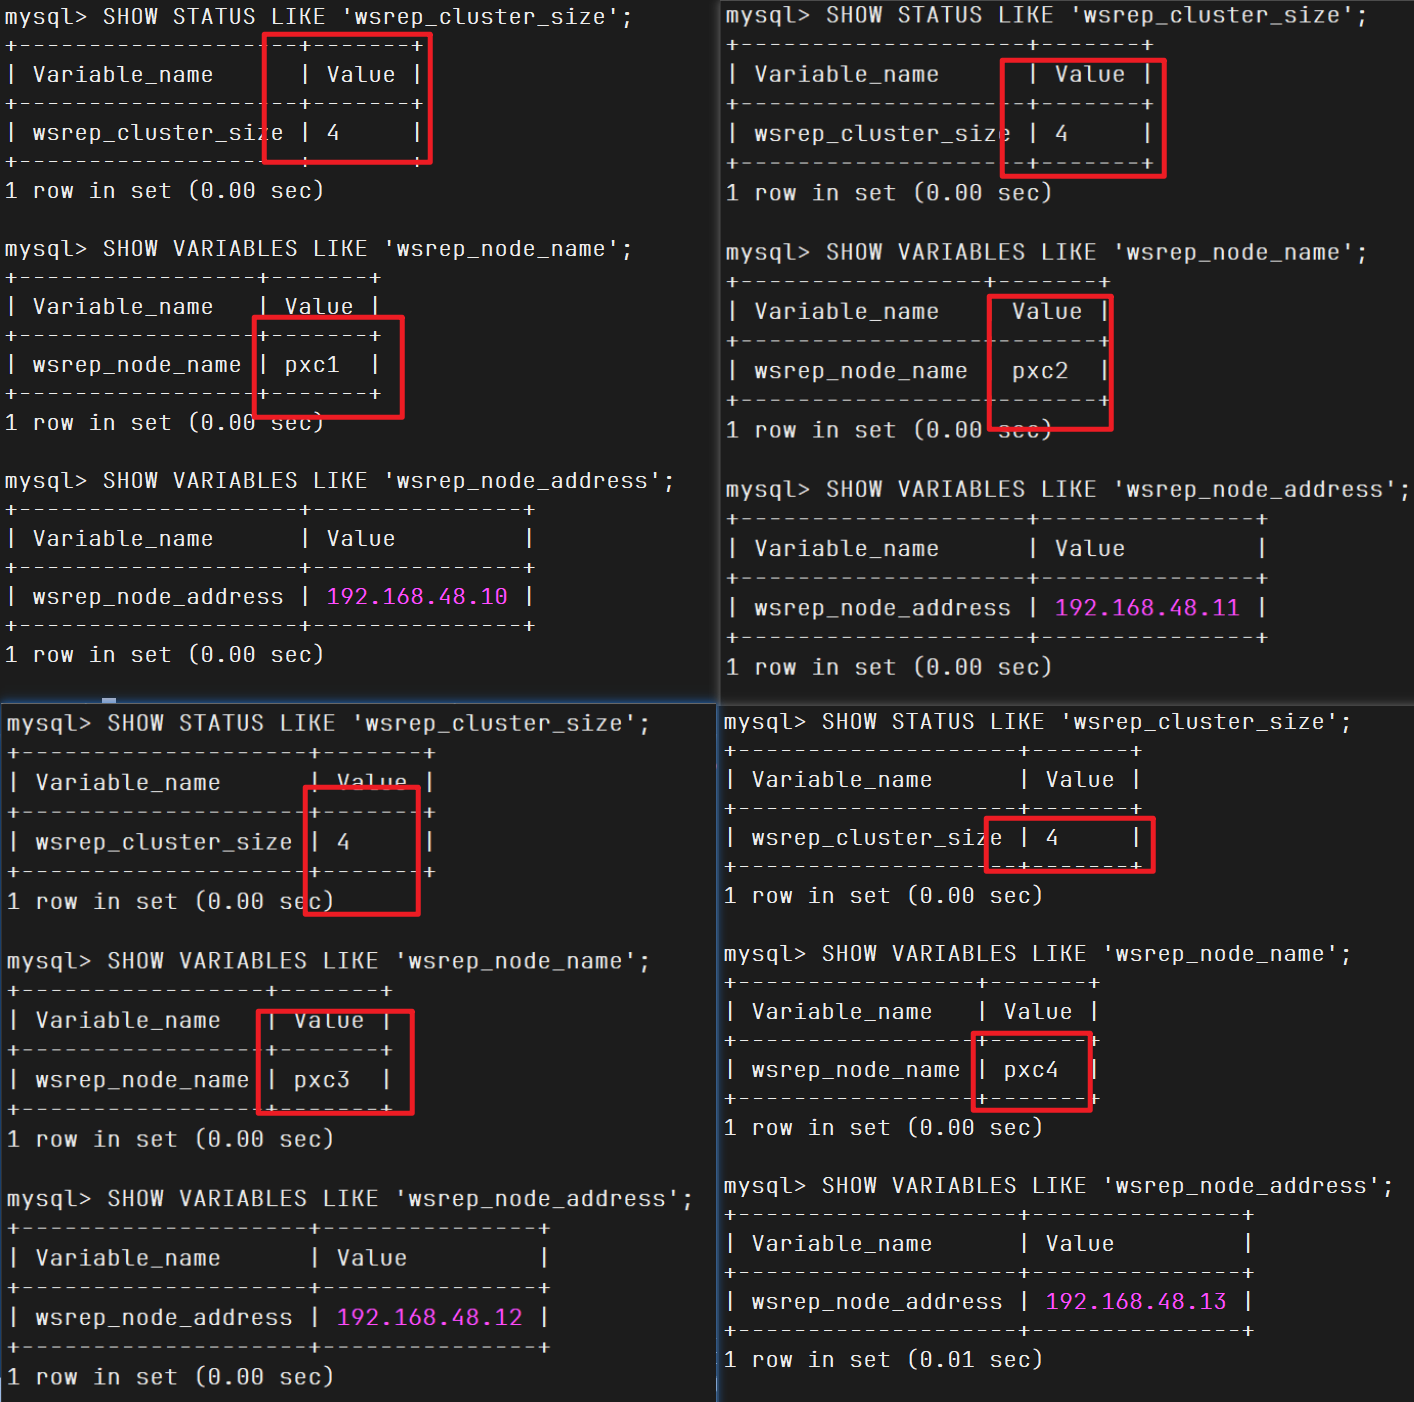 mysql> SHOW STATUS LIKE 'wsrep_cluster_size';
+--------------------+-------+
| Variable_name      | Value |
+--------------------+-------+
| wsrep_cluster_size | 4     |
+--------------------+-------+
1 row in set (0.00 sec)

mysql> SHOW VARIABLES LIKE 'wsrep_node_name';
+-----------------+-------+
| Variable_name   | Value |
+-----------------+-------+
| wsrep_node_name | pxc1  |
+-----------------+-------+
1 row in set (0.00 sec)

mysql> SHOW VARIABLES LIKE 'wsrep_node_address';
+--------------------+---------------+
| Variable_name      | Value         |
+--------------------+---------------+
| wsrep_node_address | 192.168.48.10 |
+--------------------+---------------+
1 row in set (0.00 sec)

mysql> SHOW STATUS LIKE 'wsrep_cluster_size';
+--------------------+-------+
| Variable_name      | Value |
+--------------------+-------+
| wsrep_cluster_size | 4     |
+--------------------+-------+
1 row in set (0.00 sec)

mysql> SHOW VARIABLES LIKE 'wsrep_node_name';
+-----------------+-------+
| Variable_name   | Value |
+-----------------+-------+
| wsrep_node_name | pxc2  |
+-----------------+-------+
1 row in set (0.00 sec)

mysql> SHOW VARIABLES LIKE 'wsrep_node_address';
+--------------------+---------------+
| Variable_name      | Value         |
+--------------------+---------------+
| wsrep_node_address | 192.168.48.11 |
+--------------------+---------------+
1 row in set (0.00 sec)

mysql> SHOW STATUS LIKE 'wsrep_cluster_size';
+--------------------+-------+
| Variable_name      | Value |
+--------------------+-------+
| wsrep_cluster_size | 4     |
+--------------------+-------+
1 row in set (0.00 sec)

mysql> SHOW VARIABLES LIKE 'wsrep_node_name';
+-----------------+-------+
| Variable_name   | Value |
+-----------------+-------+
| wsrep_node_name | pxc3  |
+-----------------+-------+
1 row in set (0.00 sec)

mysql> SHOW VARIABLES LIKE 'wsrep_node_address';
+--------------------+---------------+
| Variable_name      | Value         |
+--------------------+---------------+
| wsrep_node_address | 192.168.48.12 |
+--------------------+---------------+
1 row in set (0.00 sec)

mysql> SHOW STATUS LIKE 'wsrep_cluster_size';
+--------------------+-------+
| Variable_name      | Value |
+--------------------+-------+
| wsrep_cluster_size | 4     |
+--------------------+-------+
1 row in set (0.00 sec)

mysql> SHOW VARIABLES LIKE 'wsrep_node_name';
+-----------------+-------+
| Variable_name   | Value |
+-----------------+-------+
| wsrep_node_name | pxc4  |
+-----------------+-------+
1 row in set (0.00 sec)

mysql> SHOW VARIABLES LIKE 'wsrep_node_address';
+--------------------+---------------+
| Variable_name      | Value         |
+--------------------+---------------+
| wsrep_node_address | 192.168.48.13 |
+--------------------+---------------+
1 row in set (0.01 sec)